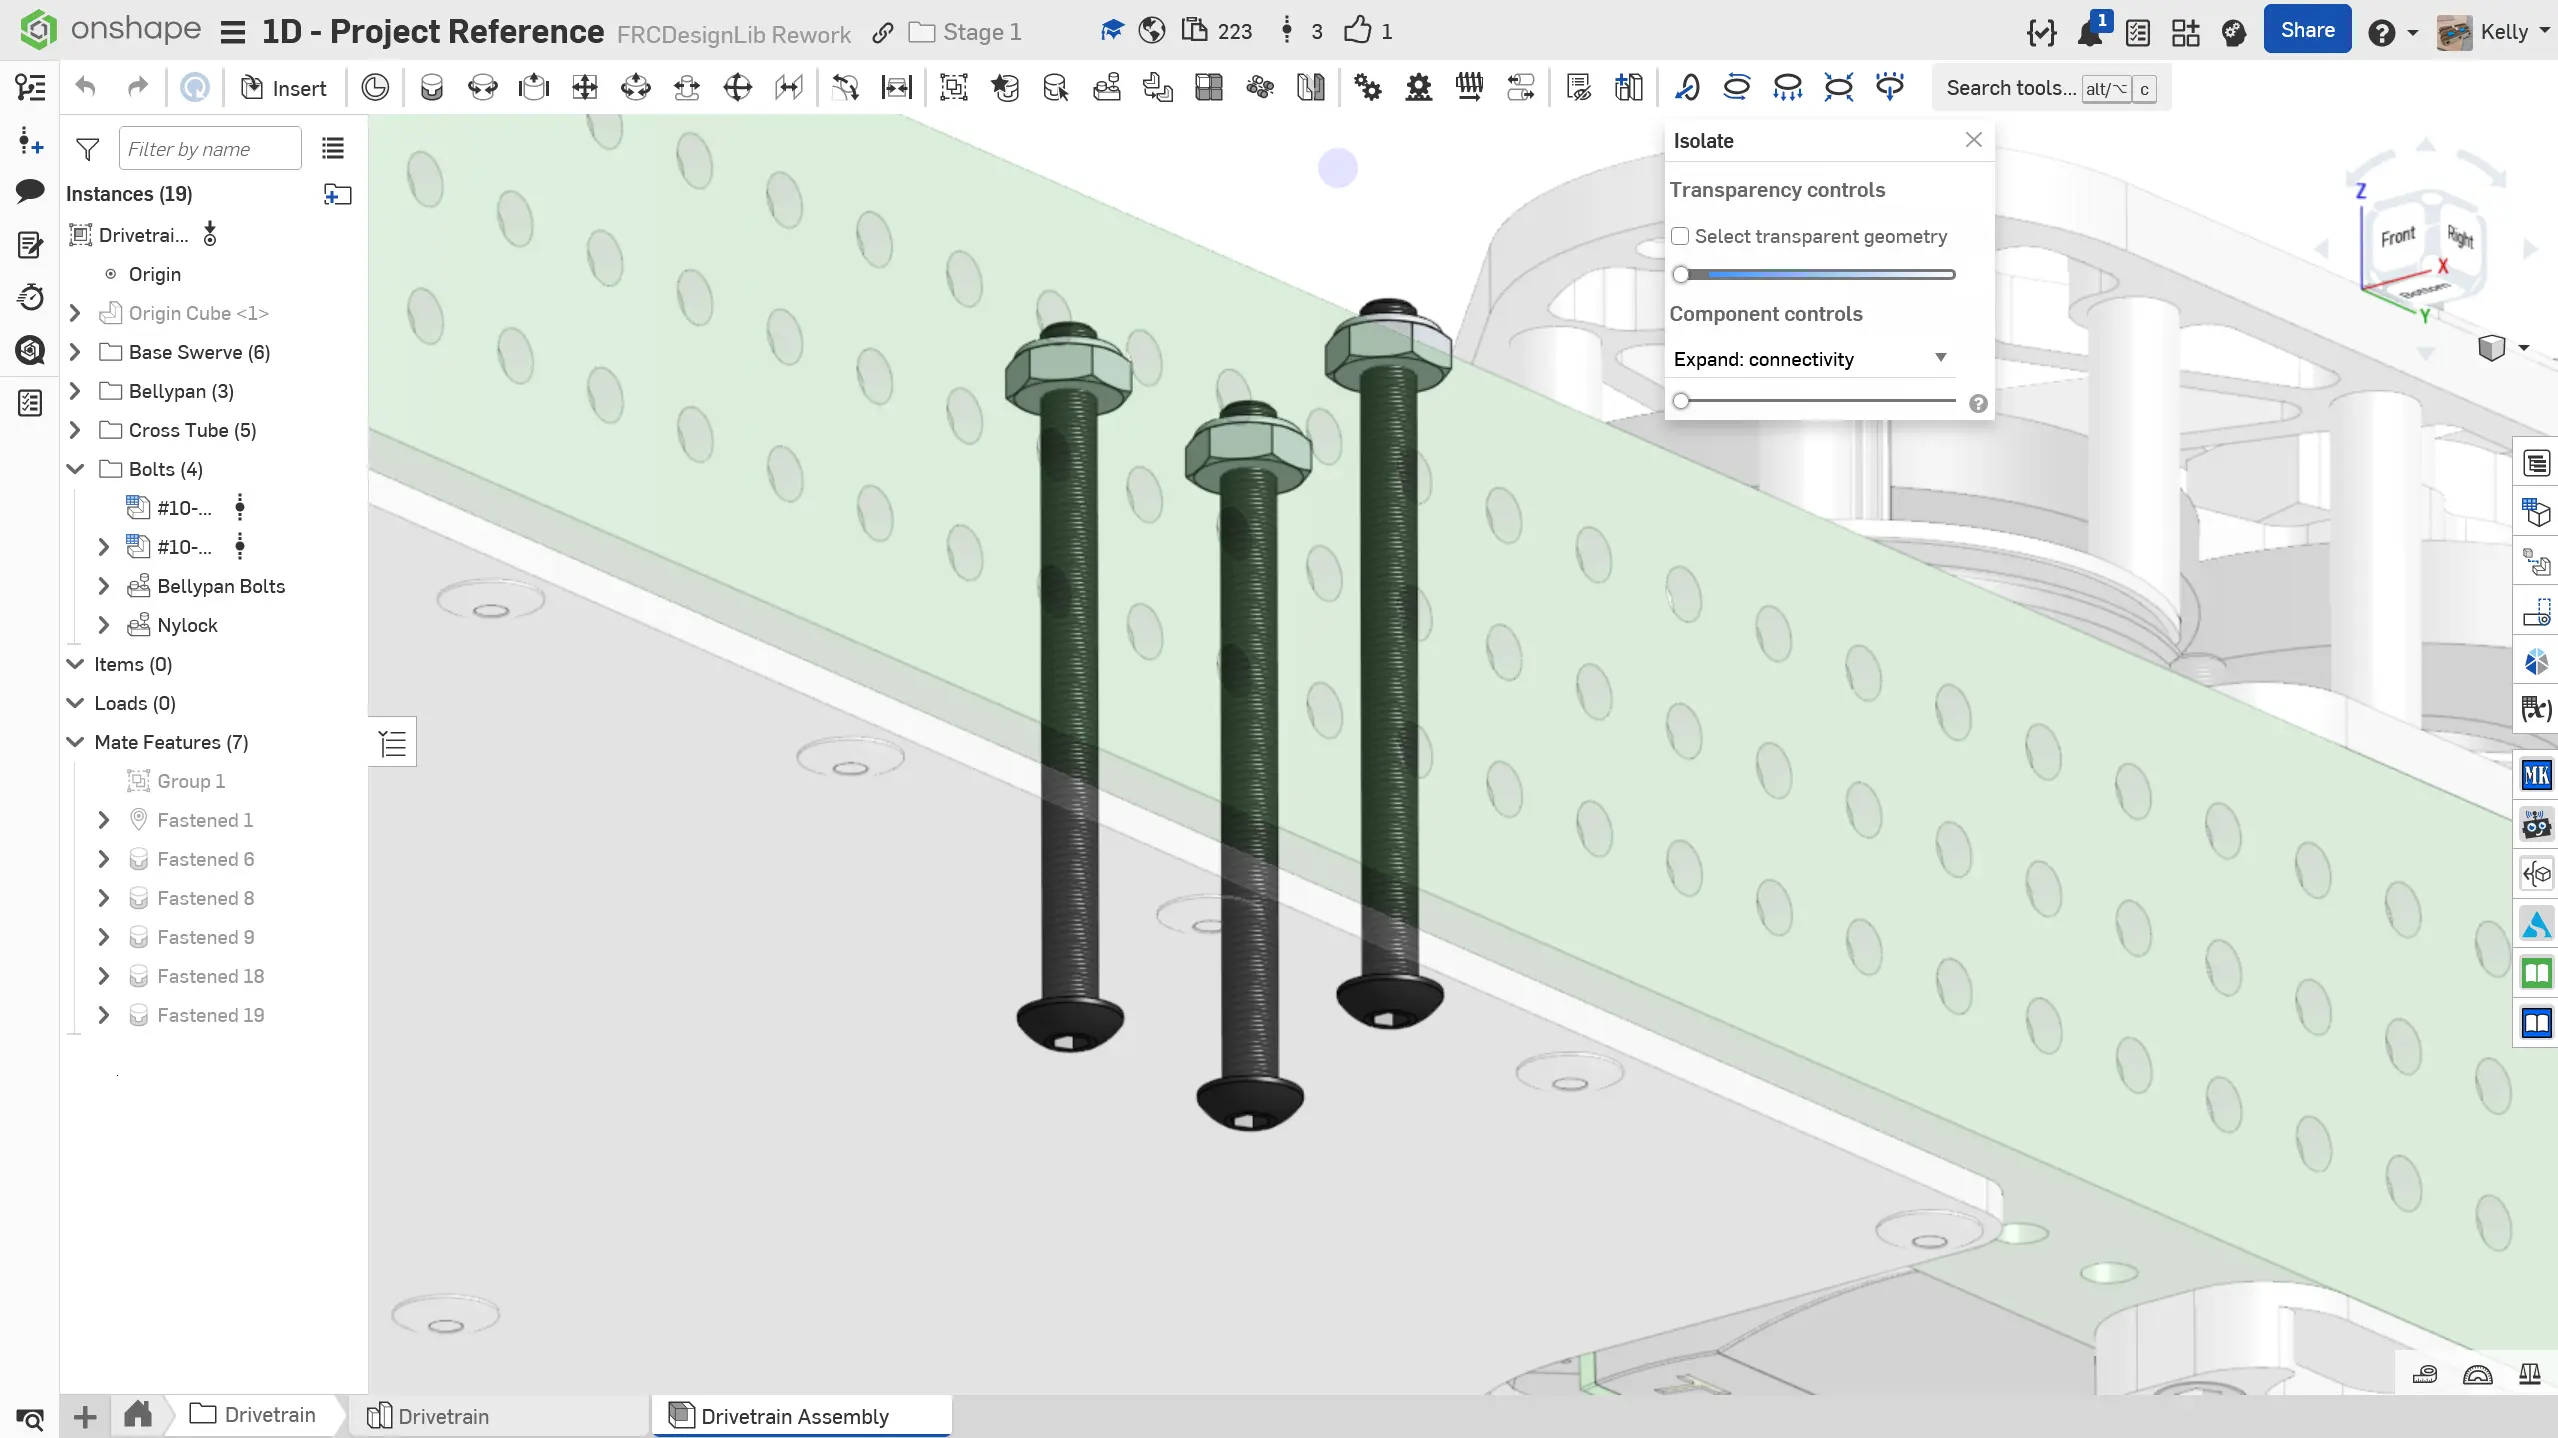 onshape 1D - Project Reference FRCDesignLib Rework Stage 1 223 3 1 1 Share Kelly
Insert Search tools... alt/⌥ c
Filter by name
Instances (19)
Drivetrai...
Origin
Origin Cube <1>
Base Swerve (6)
Bellypan (3)
Cross Tube (5)
Bolts (4)
#10-...
#10-...
Bellypan Bolts
Nylock
Items (0)
Loads (0)
Mate Features (7)
Group 1
Fastened 1
Fastened 6
Fastened 8
Fastened 9
Fastened 18
Fastened 19
Isolate
Transparency controls
Select transparent geometry
Component controls
Expand: connectivity
Z
Front Right
X
Bottom
Y
(x)
MK
Drivetrain Drivetrain Drivetrain Assembly